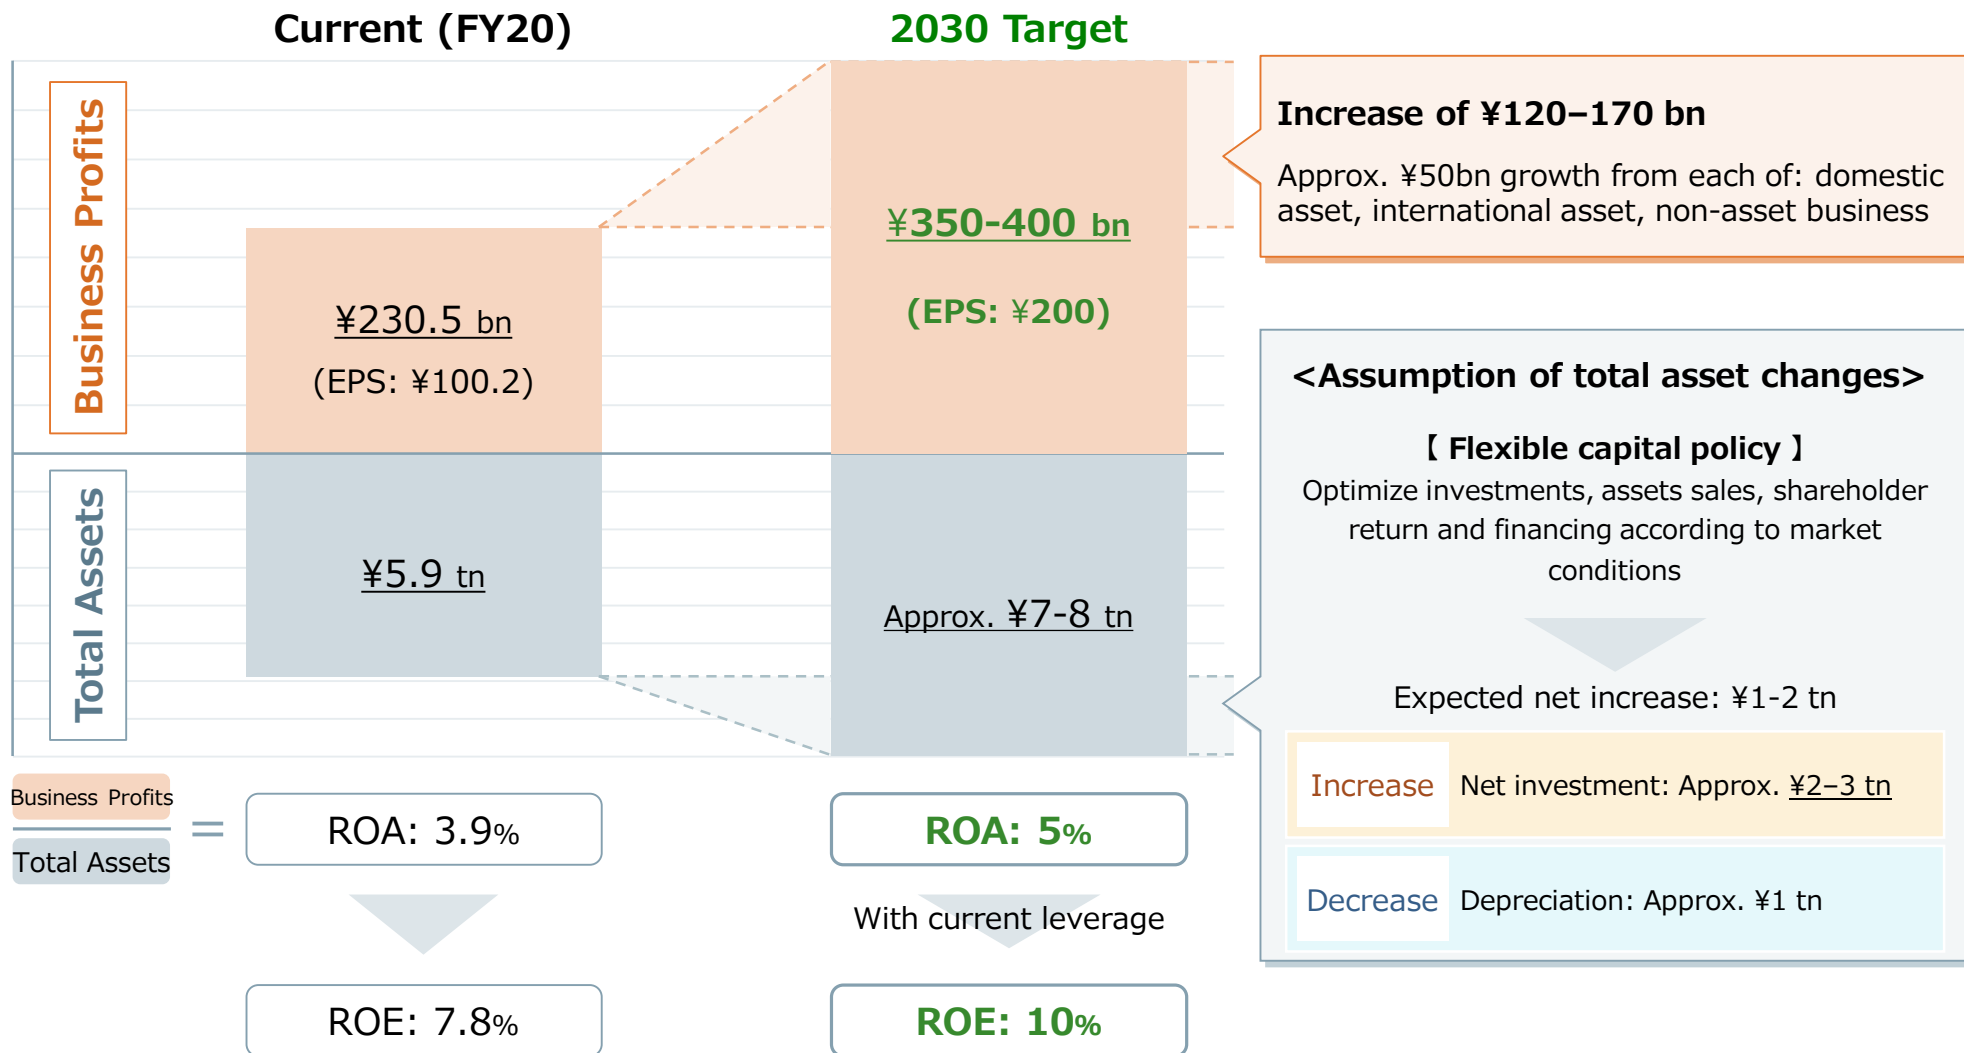 Current (FY20)
2030 Target
Business Profits
¥230.5 bn
(EPS: ¥100.2)
¥350-400 bn
(EPS: ¥200)
Increase of ¥120–170 bn
Approx. ¥50bn growth from each of: domestic
asset, international asset, non-asset business
Total Assets
¥5.9 tn
Approx. ¥7-8 tn
<Assumption of total asset changes>
【 Flexible capital policy 】
Optimize investments, assets sales, shareholder
return and financing according to market
conditions
Expected net increase: ¥1-2 tn
Increase Net investment: Approx. ¥2–3 tn
Decrease Depreciation: Approx. ¥1 tn
Business Profits
Total Assets
=
ROA: 3.9%
ROA: 5%
With current leverage
ROE: 7.8%
ROE: 10%